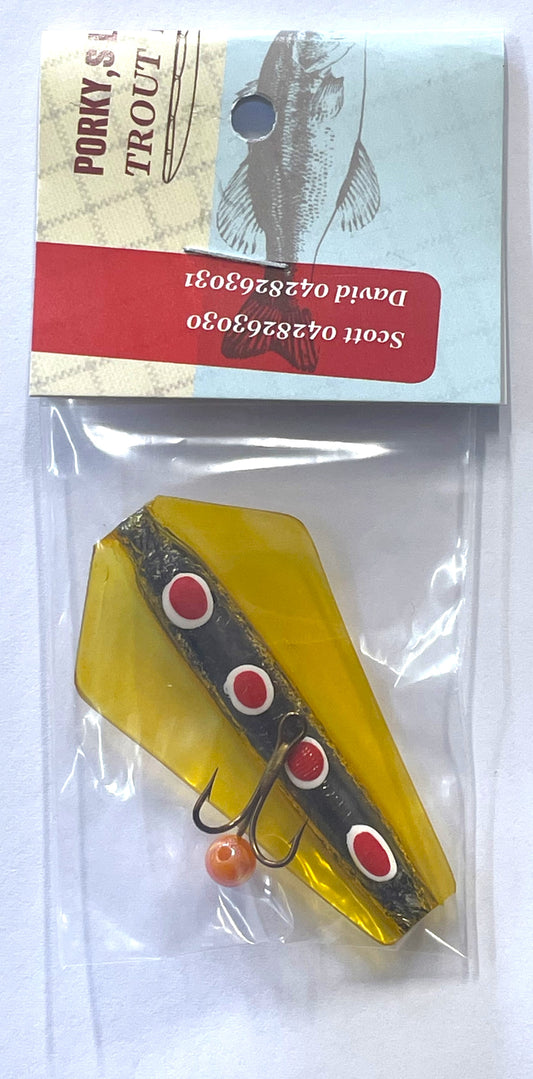 PORKY,S
TROUT
Scott 0428263030
David 0428263031